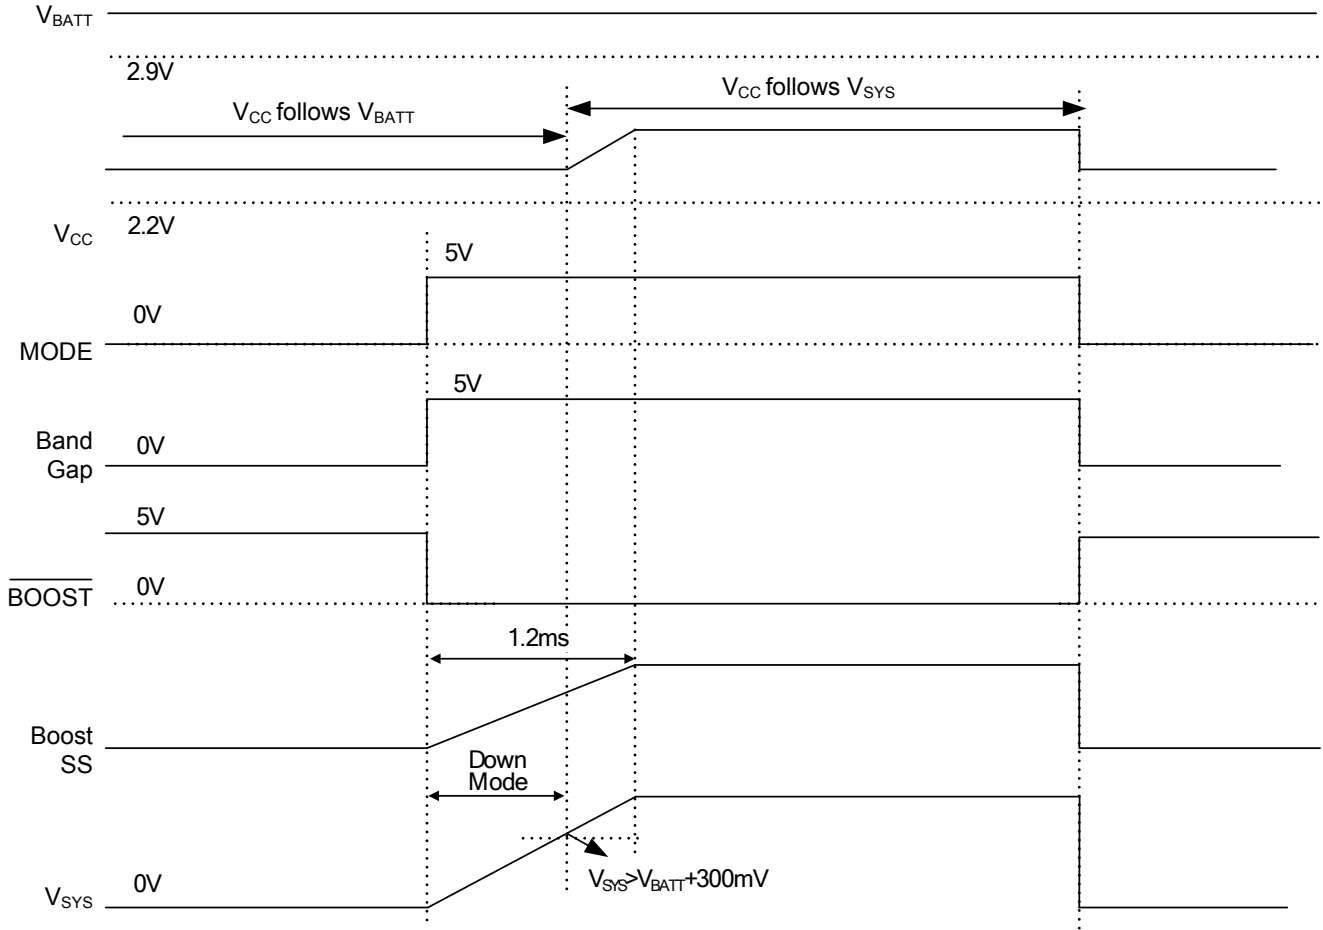 VBATT
2.9V
VCC follows VSYS
VCC follows VBATT
2.2V
VCC
5V
0V
MODE
5V
Band
Gap
0V
5V
BOOST
0V
1.2ms
Boost
SS
Down
Mode
VSYS>VBATT+300mV
0V
VSYS